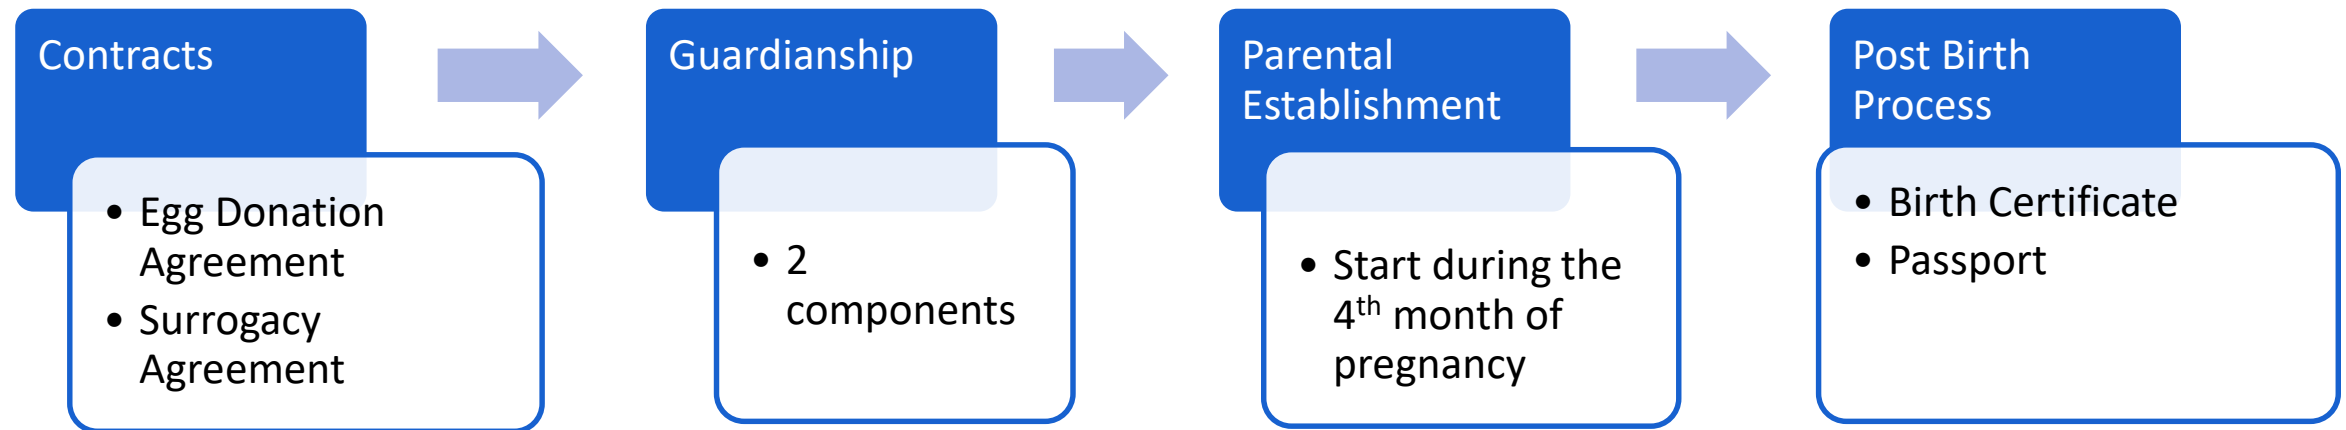 Contracts
• Egg Donation
Agreement
• Surrogacy
Agreement
Guardianship
• 2
components
Parental
Establishment
• Start during the
4th month of
pregnancy
Post Birth
Process
• Birth Certificate
• Passport